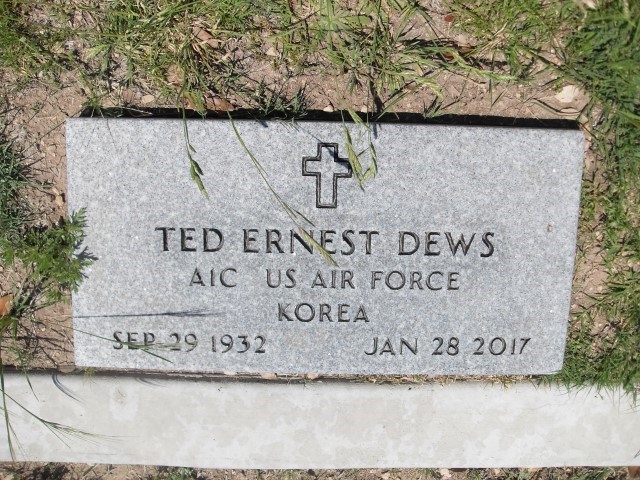 TED ERNEST DEWS
A1C US AIR FORCE
KOREA
SEP 29 1932 JAN 28 2017